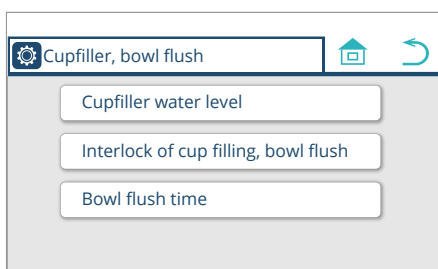 Cupfiller, bowl flush
Cupfiller water level
Interlock of cup filling, bowl flush
Bowl flush time